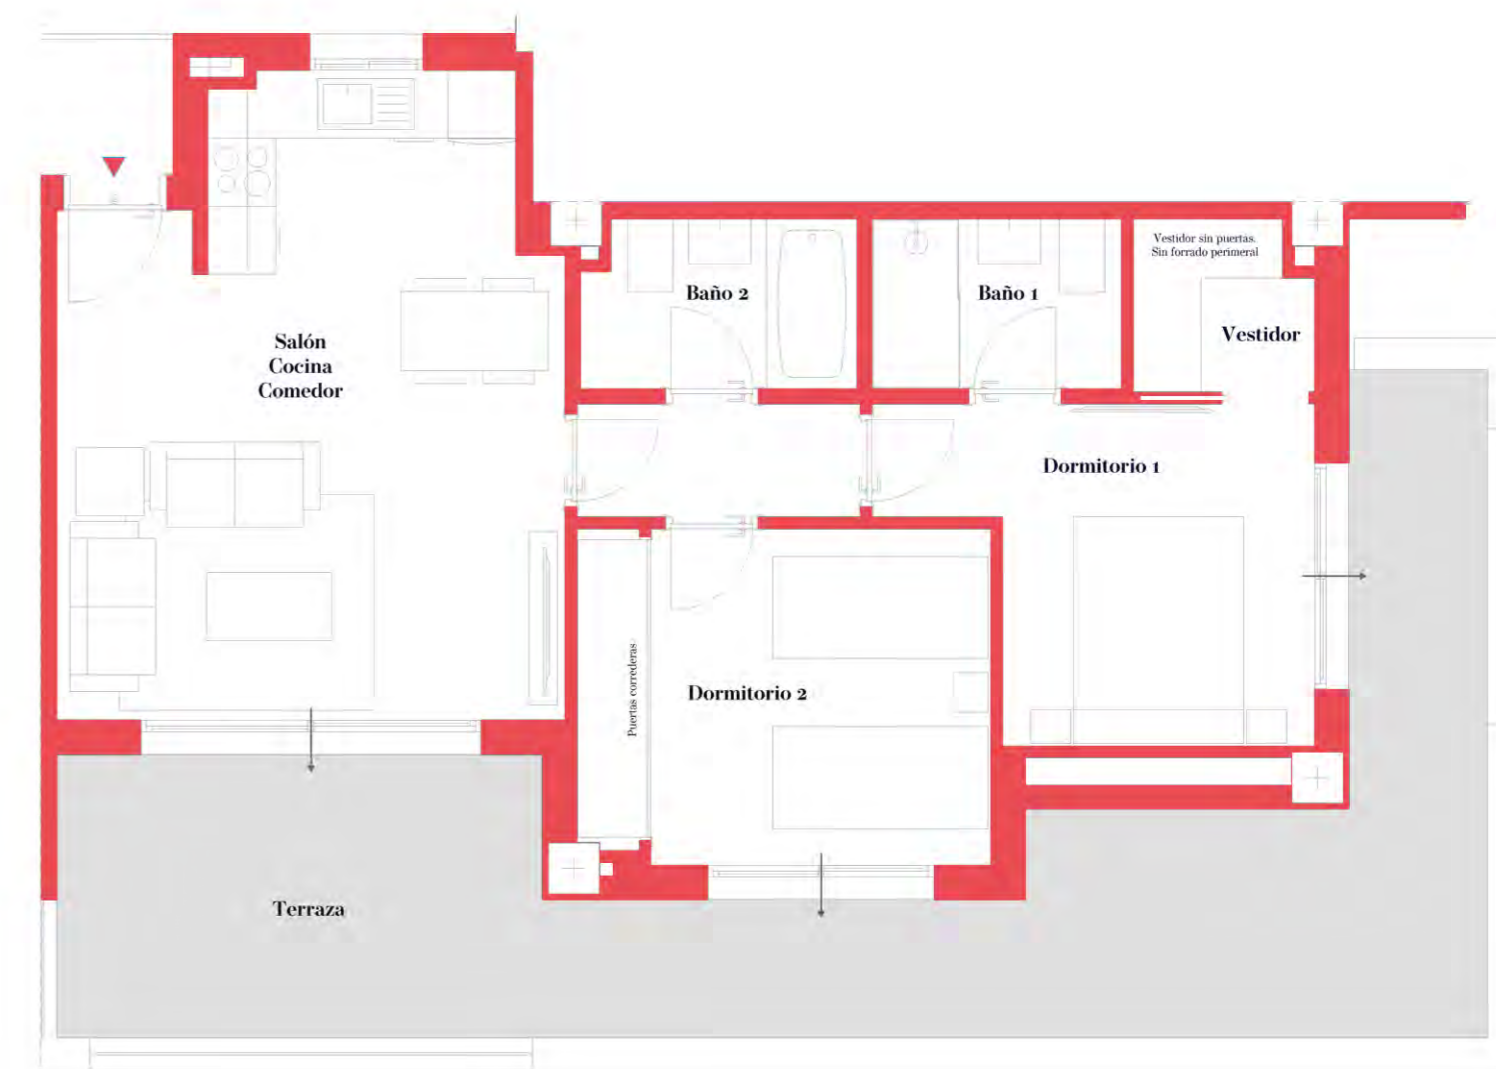 Vestidor sin puertas.
Sin forrado perimeral
Baño 2
Baño 1
Vestidor
Salón
Cocina
Comedor
Dormitorio 1
Puertas correderas
Dormitorio 2
Terraza